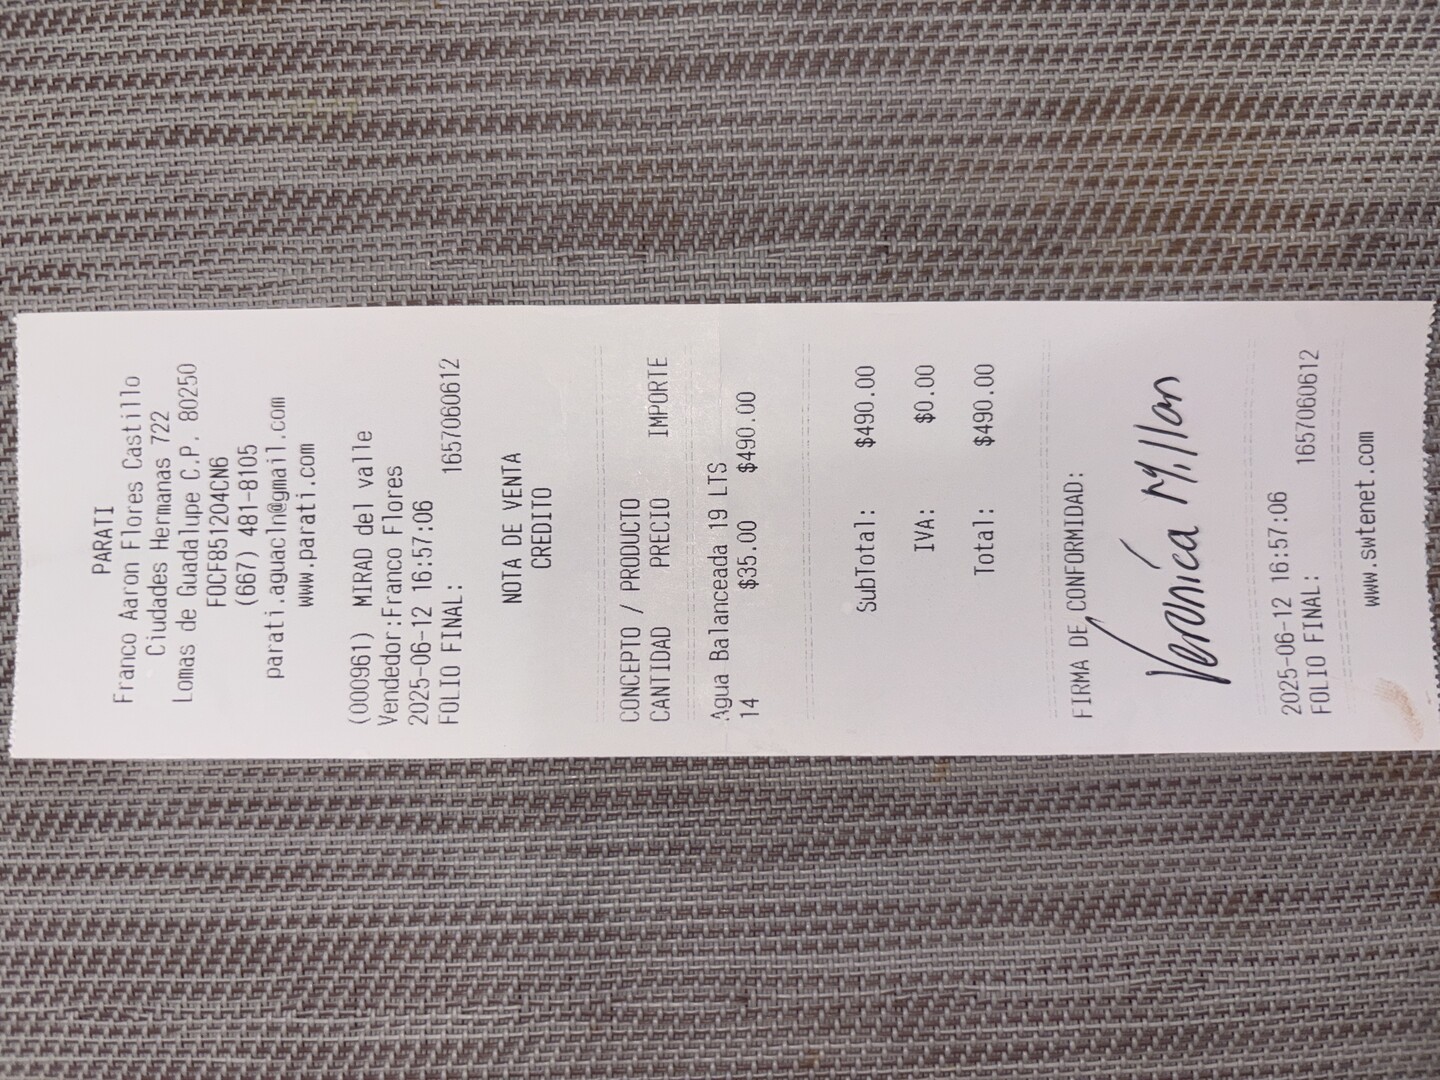 PARATI
Franco Aaron Flores Castillo
Ciudades Hermanas 722
Lomas de Guadalupe C.P. 80250
FOCF851204CN6
(667) 481-8105
parati.aguacln@gmail.com
www.parati.com
(000961) MIRAD del valle
Vendedor:Franco Flores
2025-06-12 16:57:06
FOLIO FINAL: 1657060612
NOTA DE VENTA
CREDITO
CONCEPTO / PRODUCTO
CANTIDAD PRECIO IMPORTE
Agua Balanceada 19 LTS
14 $35.00 $490.00
SubTotal: $490.00
IVA: $0.00
Total: $490.00
FIRMA DE CONFORMIDAD:
Veronica Millan
2025-06-12 16:57:06
FOLIO FINAL: 1657060612
www.swtenet.com